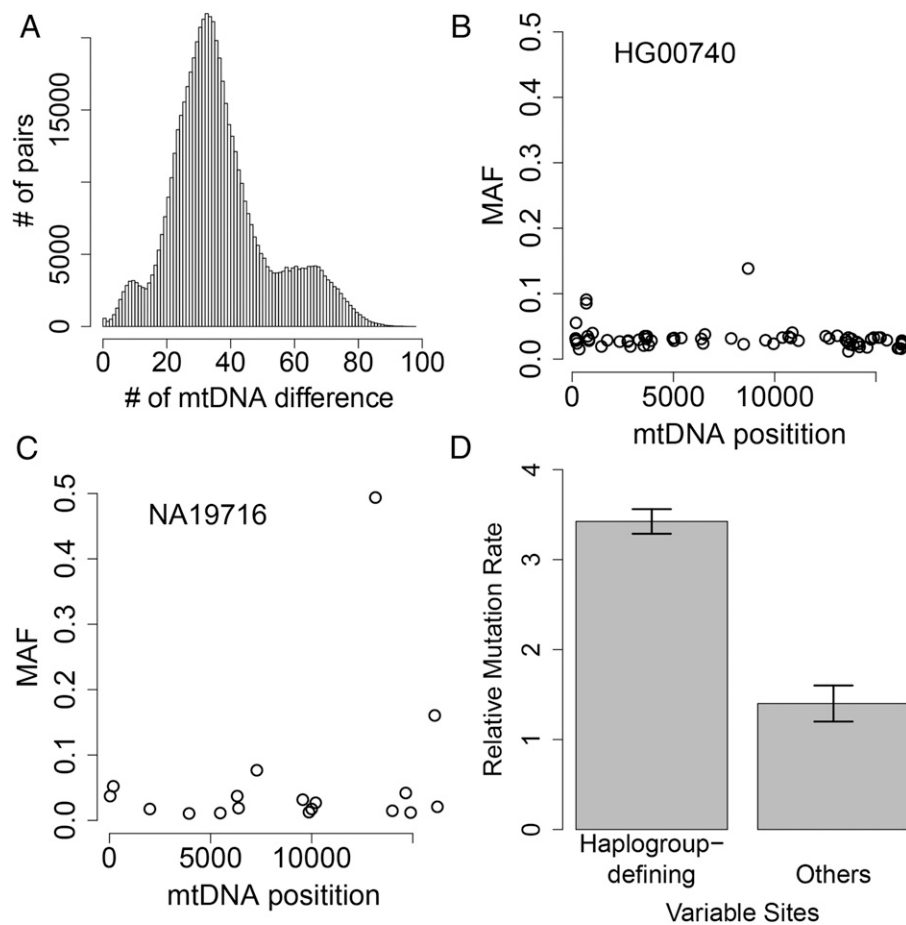 A
# of pairs
15000
5000
0
0 20 40 60 80 100
# of mtDNA difference
B
HG00740
MAF
0.5
0.4
0.3
0.2
0.1
0.0
0 5000 10000
mtDNA positition
C
NA19716
MAF
0.5
0.4
0.3
0.2
0.1
0.0
0 5000 10000
mtDNA positition
D
Relative Mutation Rate
4
3
2
1
0
Haplogroup-
defining
Others
Variable Sites